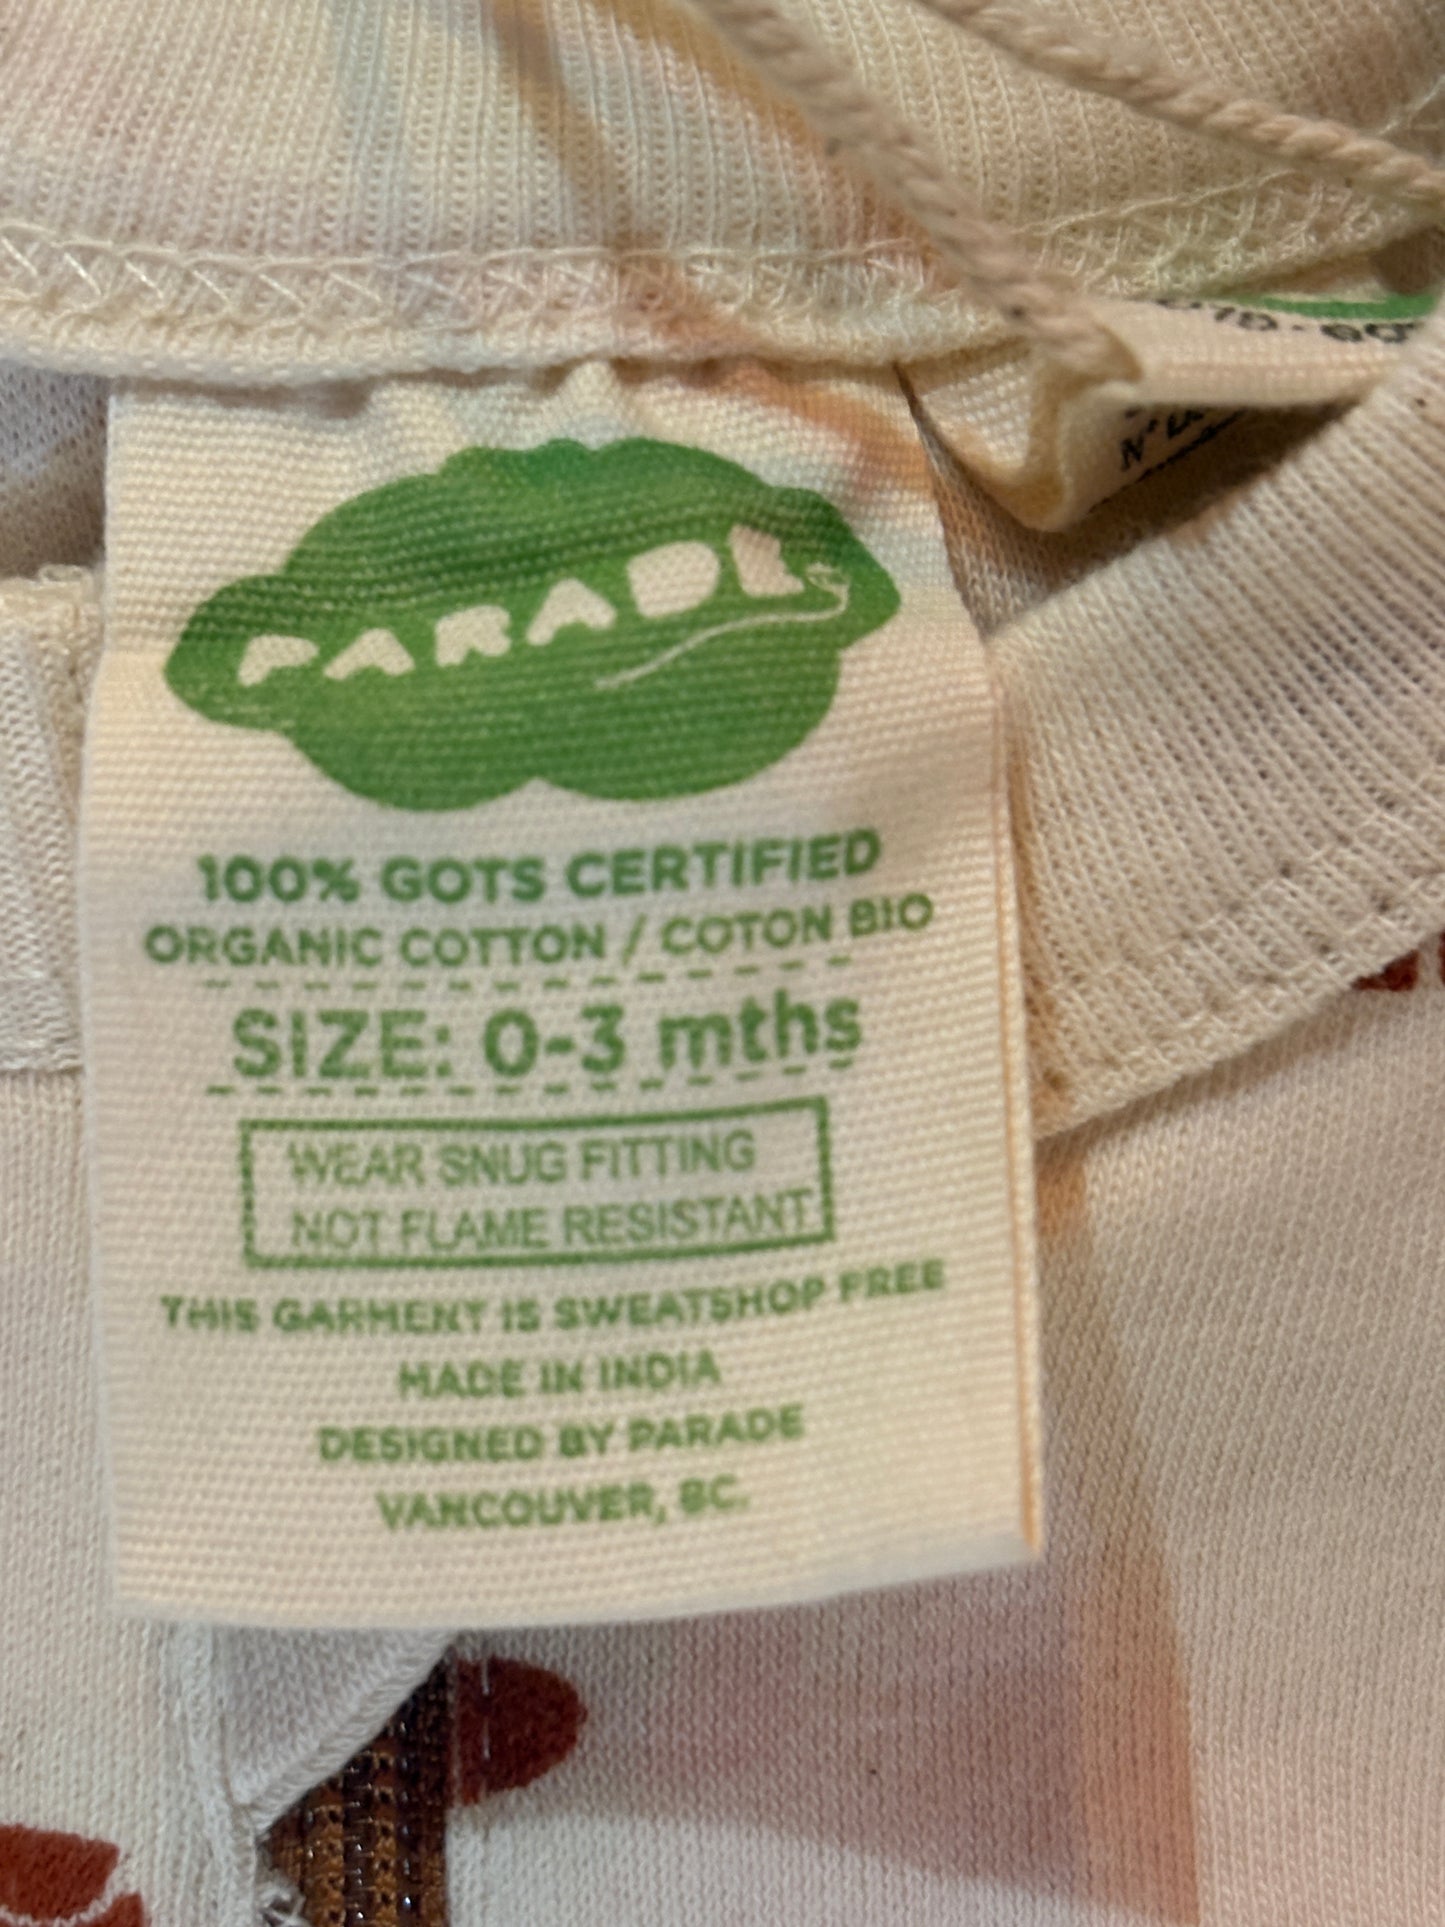 PARADE
100% GOTS CERTIFIED
ORGANIC COTTON / COTON BIO
SIZE: 0-3 mths
WEAR SNUG FITTING
NOT FLAME RESISTANT
THIS GARMENT IS SWEATSHOP FREE
MADE IN INDIA
DESIGNED BY PARADE
VANCOUVER, BC.